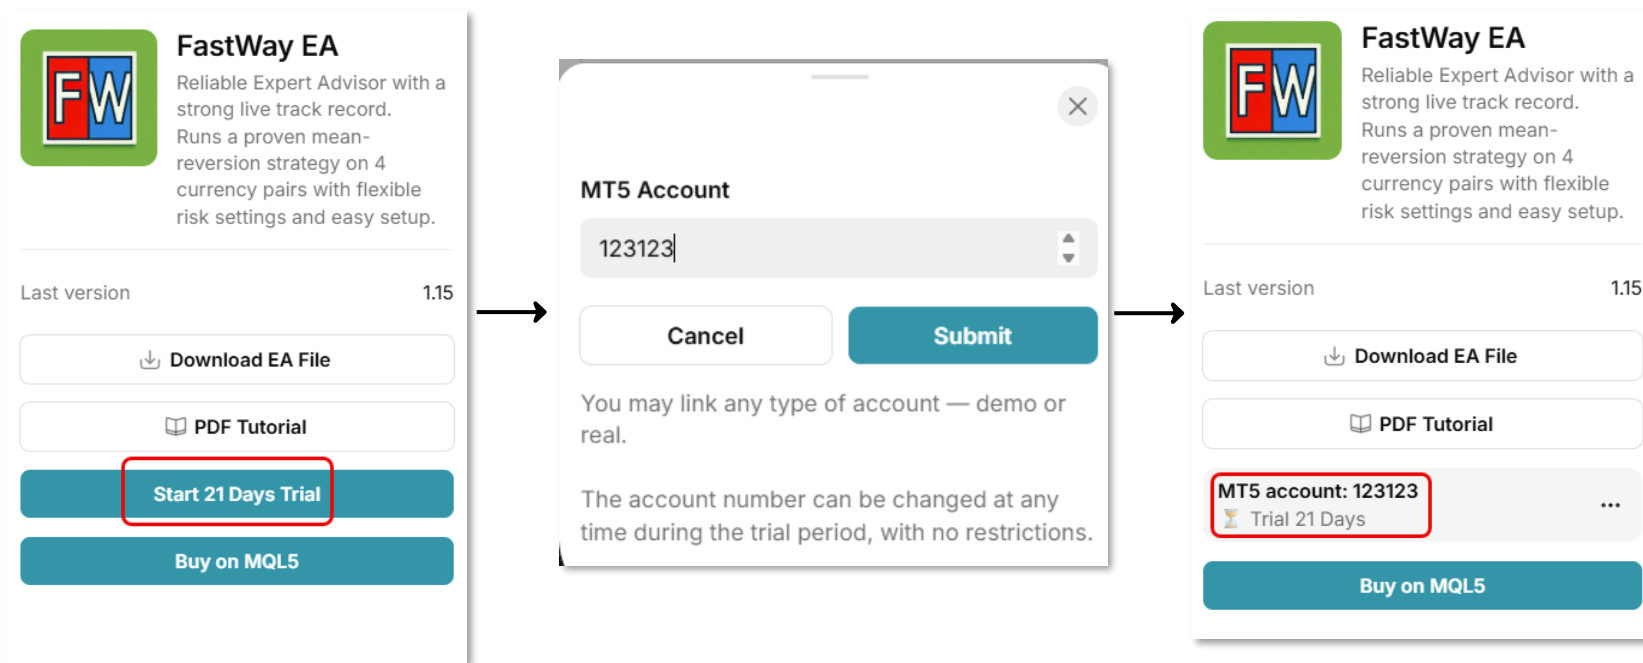 FW
FastWay EA
Reliable Expert Advisor with a
strong live track record.
Runs a proven mean-
reversion strategy on 4
currency pairs with flexible
risk settings and easy setup.
Last version
1.15
Download EA File
PDF Tutorial
Start 21 Days Trial
Buy on MQL5
MT5 Account
123123
Cancel
Submit
You may link any type of account — demo or
real.
The account number can be changed at any
time during the trial period, with no restrictions.
FW
FastWay EA
Reliable Expert Advisor with a
strong live track record.
Runs a proven mean-
reversion strategy on 4
currency pairs with flexible
risk settings and easy setup.
Last version
1.15
Download EA File
PDF Tutorial
MT5 account: 123123
Trial 21 Days
Buy on MQL5